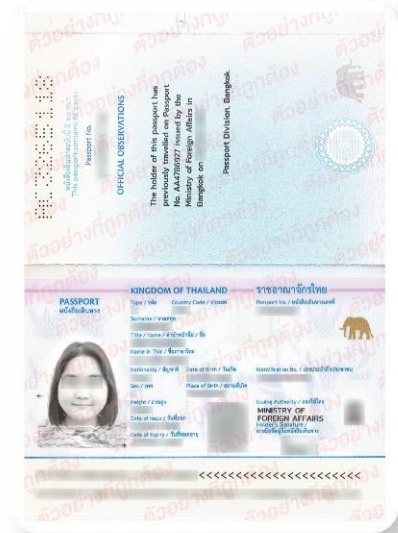 หนังสือเดินทางฉบับนี้มี ๖๖ หน้า
This passport contains 66 pages
Passport No.
OFFICIAL OBSERVATIONS
The holder of this passport has
previously travelled on Passport
No. AA4786927 issued by the
Ministry of Foreign Affairs in
Bangkok on
Passport Division, Bangkok.
ตัวอย่างที่ถูกต้อง
PASSPORT
หนังสือเดินทาง
KINGDOM OF THAILAND
ราชอาณาจักรไทย
Type / รหัส
Country Code / ประเทศ
Passport No. / หนังสือเดินทางเลขที่
Surname / นามสกุล
Title / Name / คำนำหน้าชื่อ / ชื่อ
Name in Thai / ชื่อภาษาไทย
Nationality / สัญชาติ
Date of Birth / วันเกิด
Identification No. / เลขประจำตัวประชาชน
Sex / เพศ
Place of Birth / สถานที่เกิด
Height / ส่วนสูง
Issuing Authority / ออกให้โดย
MINISTRY OF
FOREIGN AFFAIRS
Date of Issue / วันที่ออก
Holder's Signature /
ลายมือชื่อผู้ถือหนังสือเดินทาง
Date of Expiry / วันที่หมดอายุ
<<<<<<<<<<<<<<<<<<<<<<<<